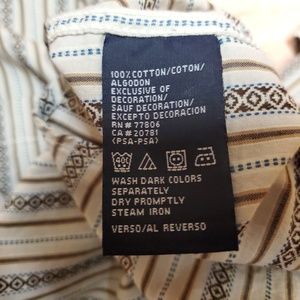 100% COTTON/COTON/
ALGODON
EXCLUSIVE OF
DECORATION/
SAUF DECORATION/
EXCEPTO DECORACION
RN# 77806
CA# 20781
(PSA-PSA)
40
WASH DARK COLORS
SEPARATELY
DRY PROMPTLY
STEAM IRON
VERSO/AL REVERSO